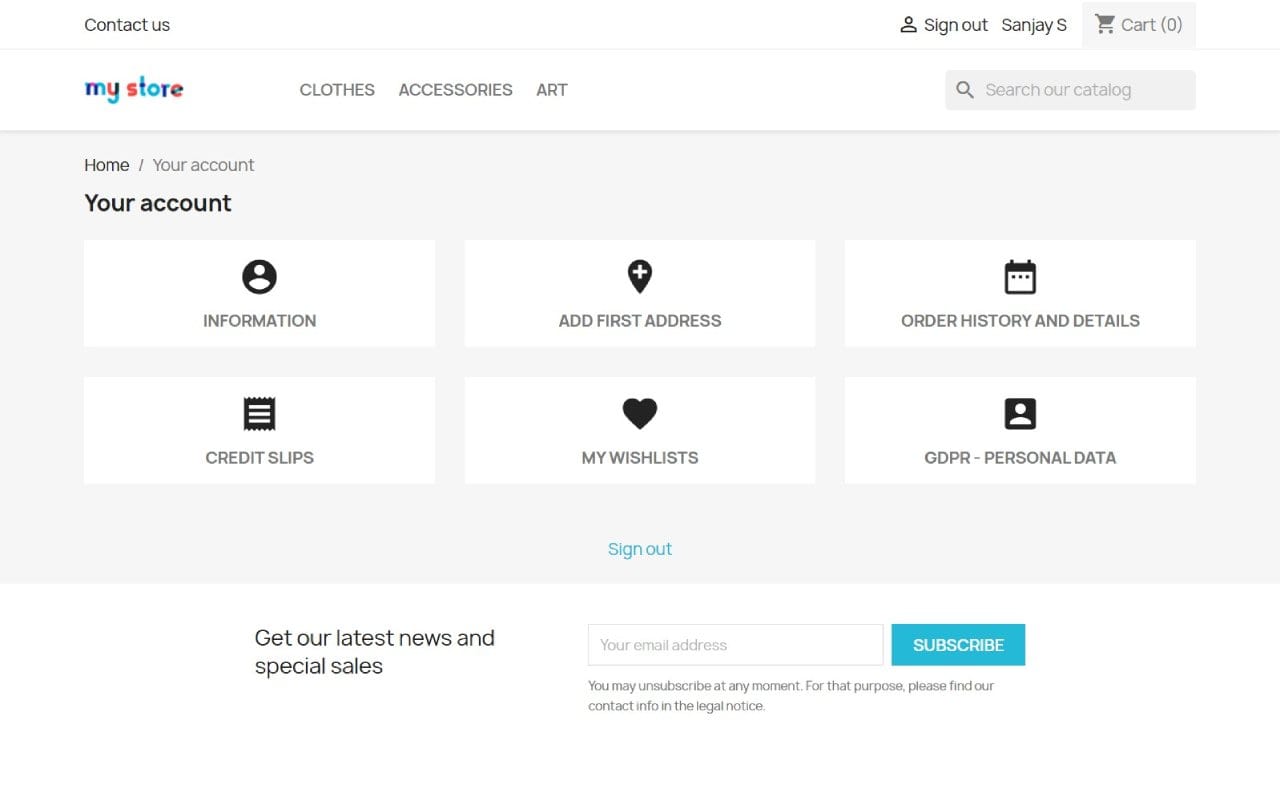 Contact us
Sign out Sanjay S Cart (0)
my store
CLOTHES ACCESSORIES ART
Search our catalog
Home / Your account
Your account
INFORMATION
ADD FIRST ADDRESS
ORDER HISTORY AND DETAILS
CREDIT SLIPS
MY WISHLISTS
GDPR - PERSONAL DATA
Sign out
Get our latest news and
special sales
Your email address
SUBSCRIBE
You may unsubscribe at any moment. For that purpose, please find our
contact info in the legal notice.